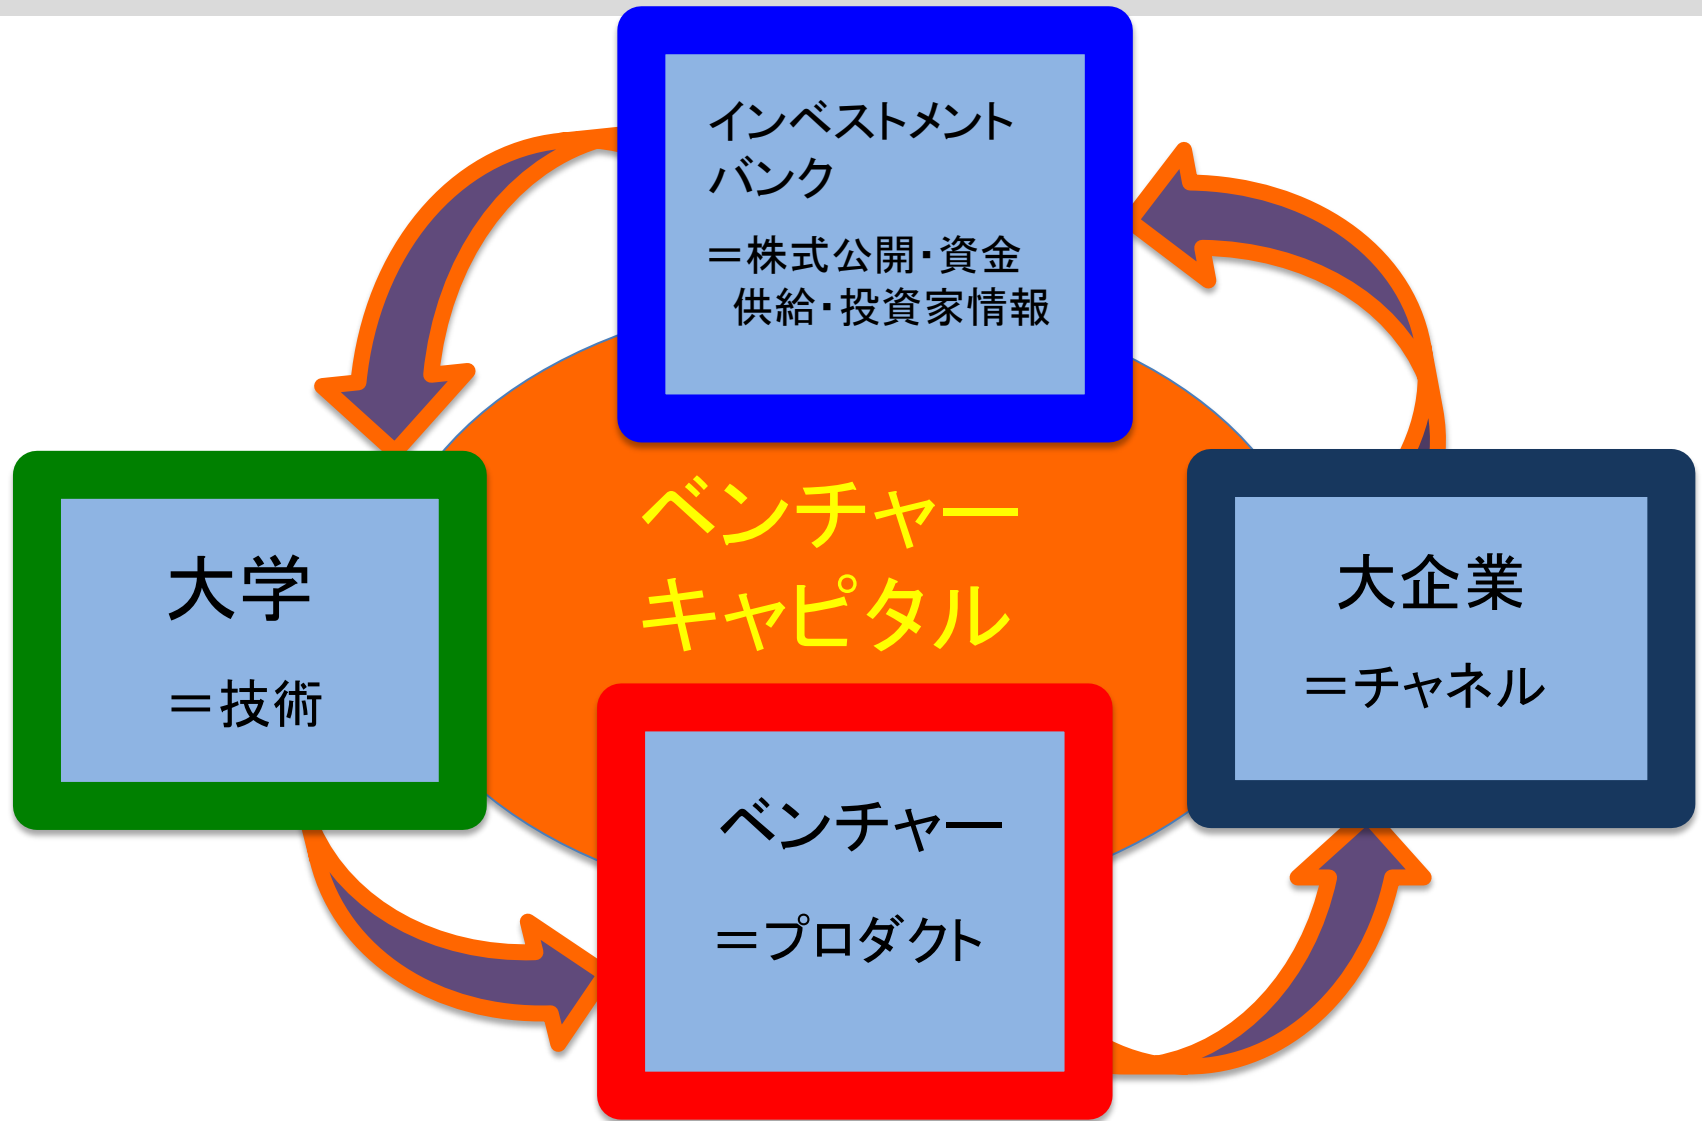 インベストメント
バンク
＝株式公開・資金
供給・投資家情報
ベンチャー
キャピタル
大学
＝技術
大企業
＝チャネル
ベンチャー
＝プロダクト